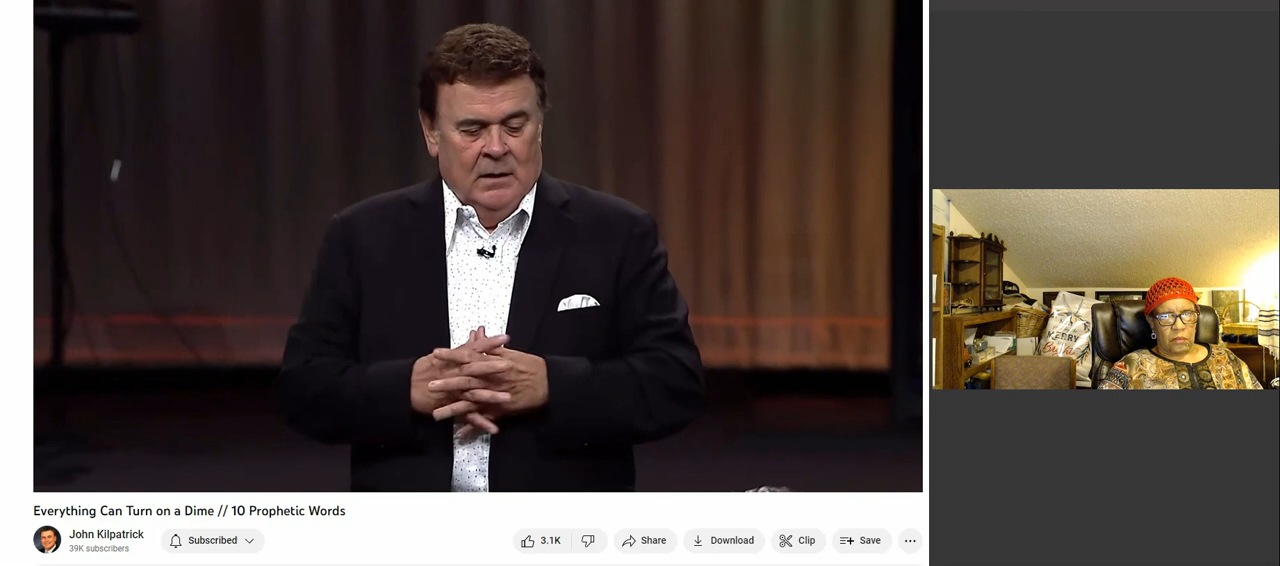 Everything Can Turn on a Dime // 10 Prophetic Words
John Kilpatrick
39K subscribers
Subscribed
3.1K
Share
Download
Clip
Save